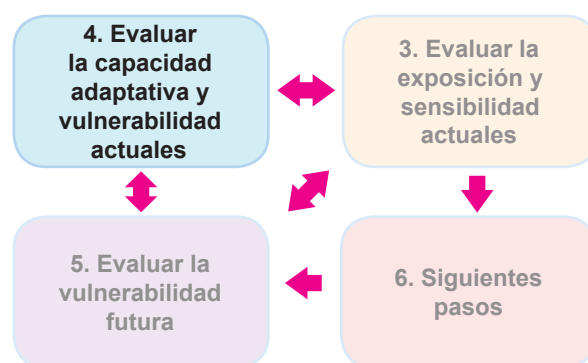 4. Evaluar
la capacidad
adaptativa y
vulnerabilidad
actuales
3. Evaluar la
exposición y
sensibilidad
actuales
5. Evaluar la
vulnerabilidad
futura
6. Siguientes
pasos